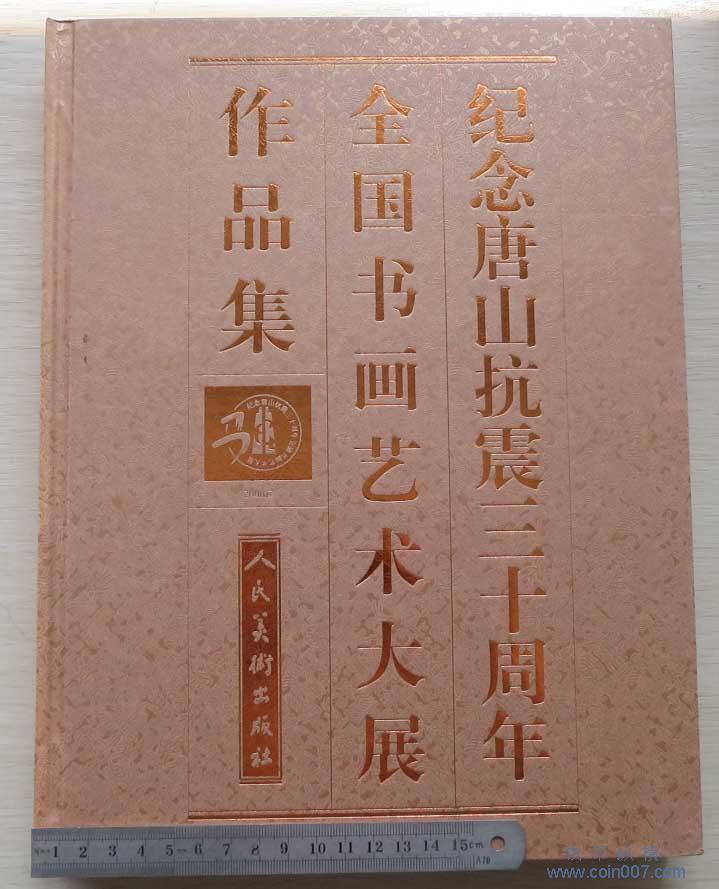 纪念唐山抗震三十周年
全国书画艺术大展
作品集
2006.7
人民美術出版社
1 2 3 4 5 6 7 8 9 10 11 12 13 14 15cm
www.coin007.com